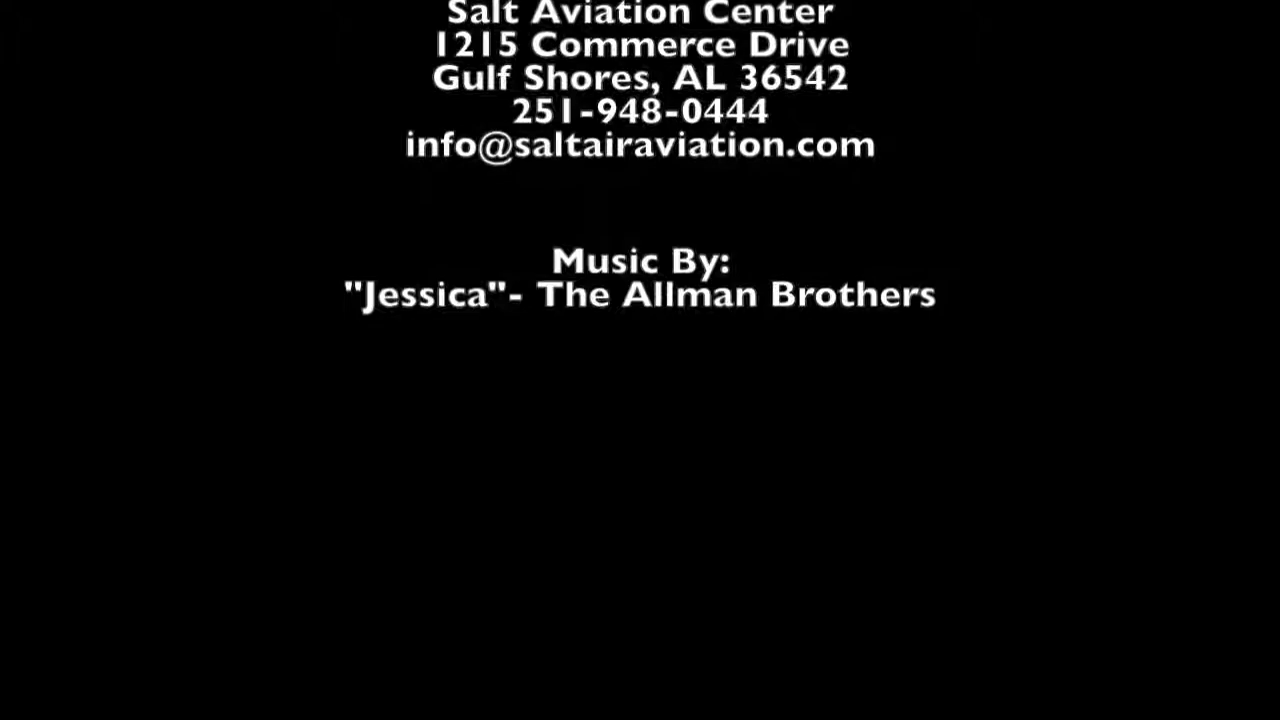 Salt Aviation Center
1215 Commerce Drive
Gulf Shores, AL 36542
251-948-0444
info@saltairaviation.com
Music By:
"Jessica"- The Allman Brothers